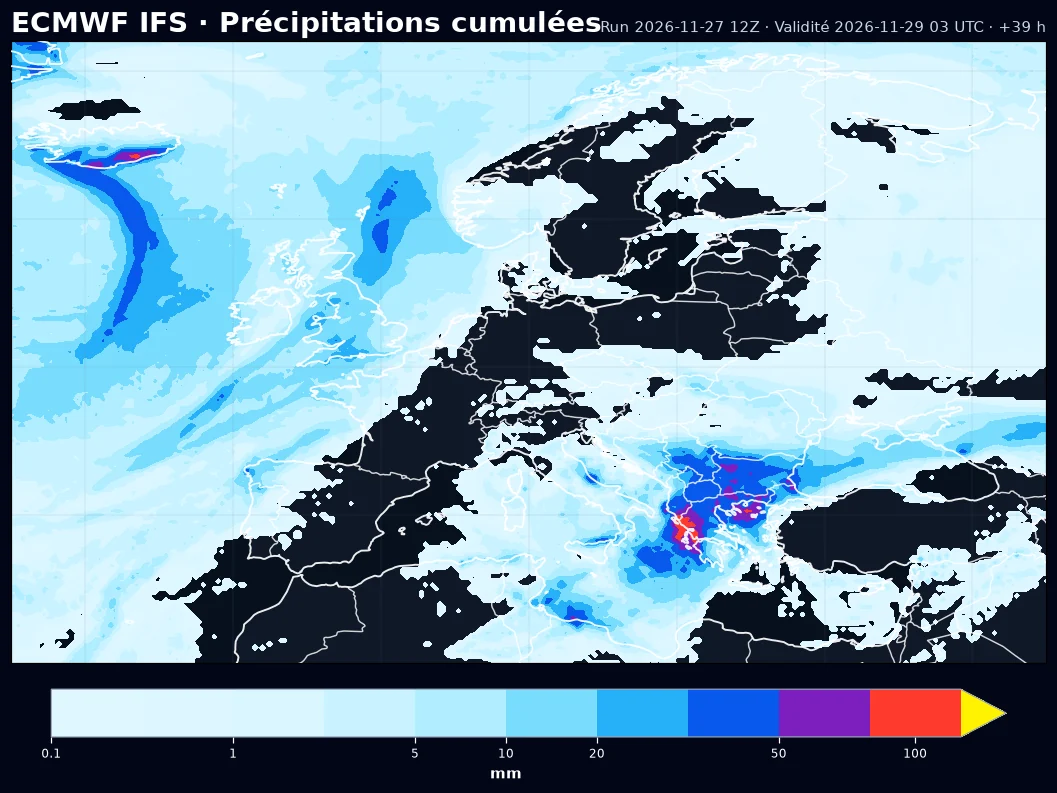 ECMWF IFS · Précipitations cumulées
Run 2026-11-27 12Z · Validité 2026-11-29 03 UTC · +39 h
0.1 1 5 10 20 50 100
mm